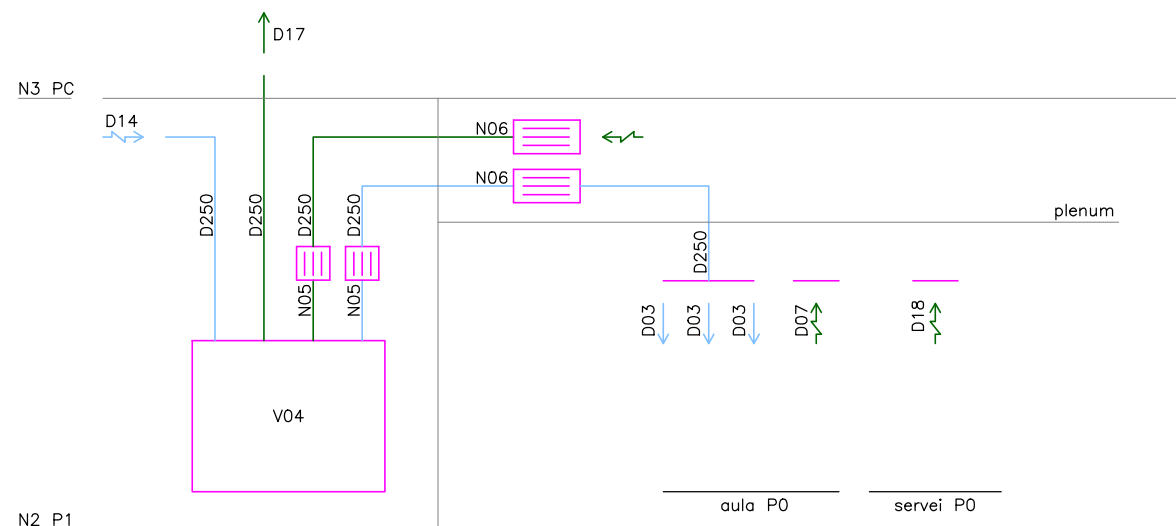 D17
N3 PC
D14
N06
N06
D250
D250
D250
D250
plenum
D250
N05
N05
D03
D03
D03
D07
D18
V04
aula P0
servei P0
N2 P1